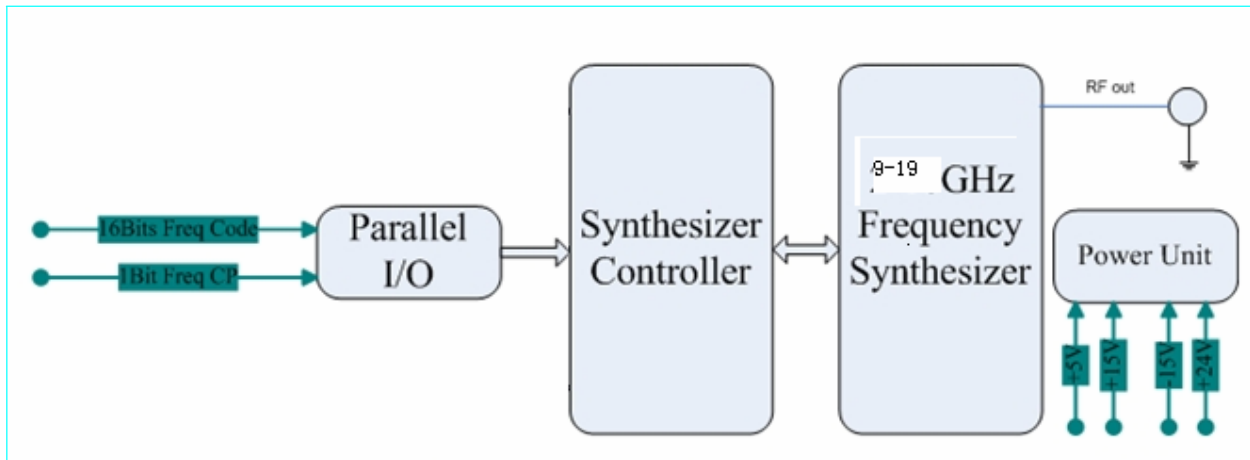 16Bits Freq Code
1Bit Freq CP
Parallel
I/O
Synthesizer
Controller
9-19 GHz
Frequency
Synthesizer
RF out
Power Unit
+5V
+15V
-15V
+24V